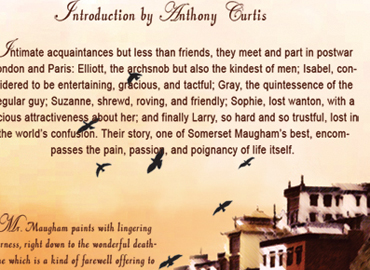 Introduction by Anthony Curtis
Intimate acquaintances but less than friends, they meet and part in postwar
ondon and Paris: Elliott, the archsnob but also the kindest of men; Isabel, con-
idered to be entertaining, gracious, and tactful; Gray, the quintessence of the
egular guy; Suzanne, shrewd, roving, and friendly; Sophie, lost wanton, with a
cious attractiveness about her; and finally Larry, so hard and so trustful, lost in
the world's confusion. Their story, one of Somerset Maugham's best, encom-
passes the pain, passion, and poignancy of life itself.
Mr. Maugham paints with lingering
erness, right down to the wonderful death-
ne which is a kind of farewell offering to